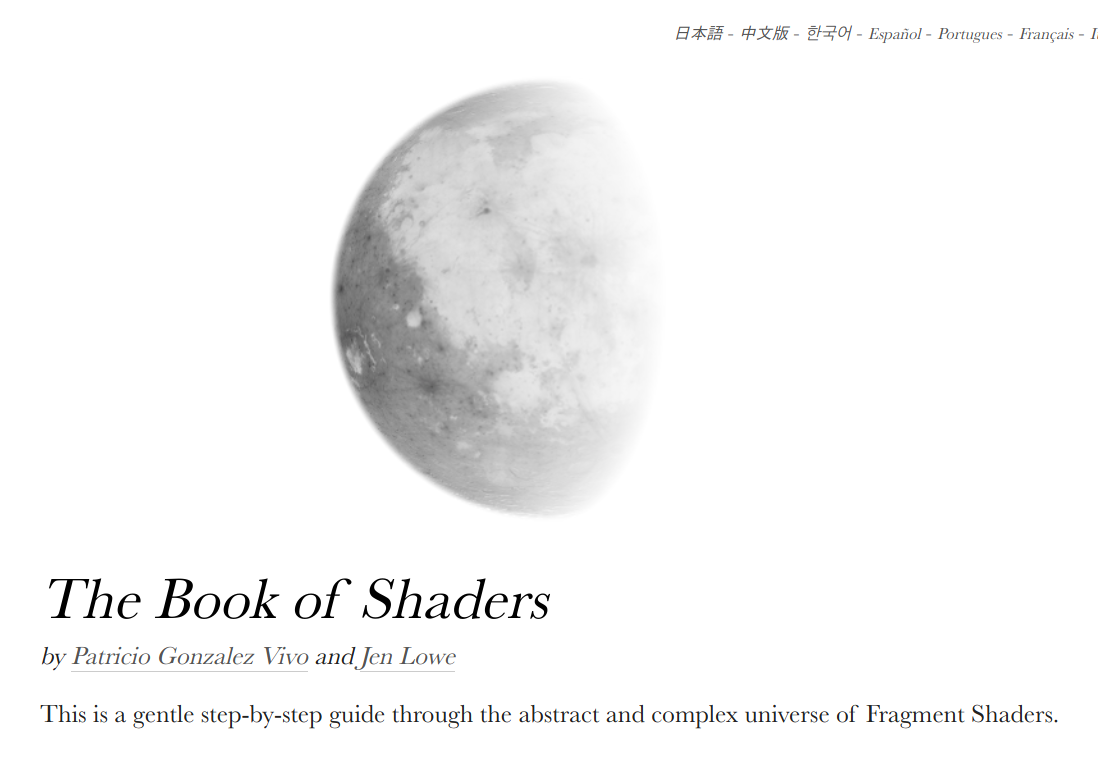 日本語 - 中文版 - 한국어 - Español - Portugues - Français -
The Book of Shaders
by Patricio Gonzalez Vivo and Jen Lowe
This is a gentle step-by-step guide through the abstract and complex universe of Fragment Shaders.